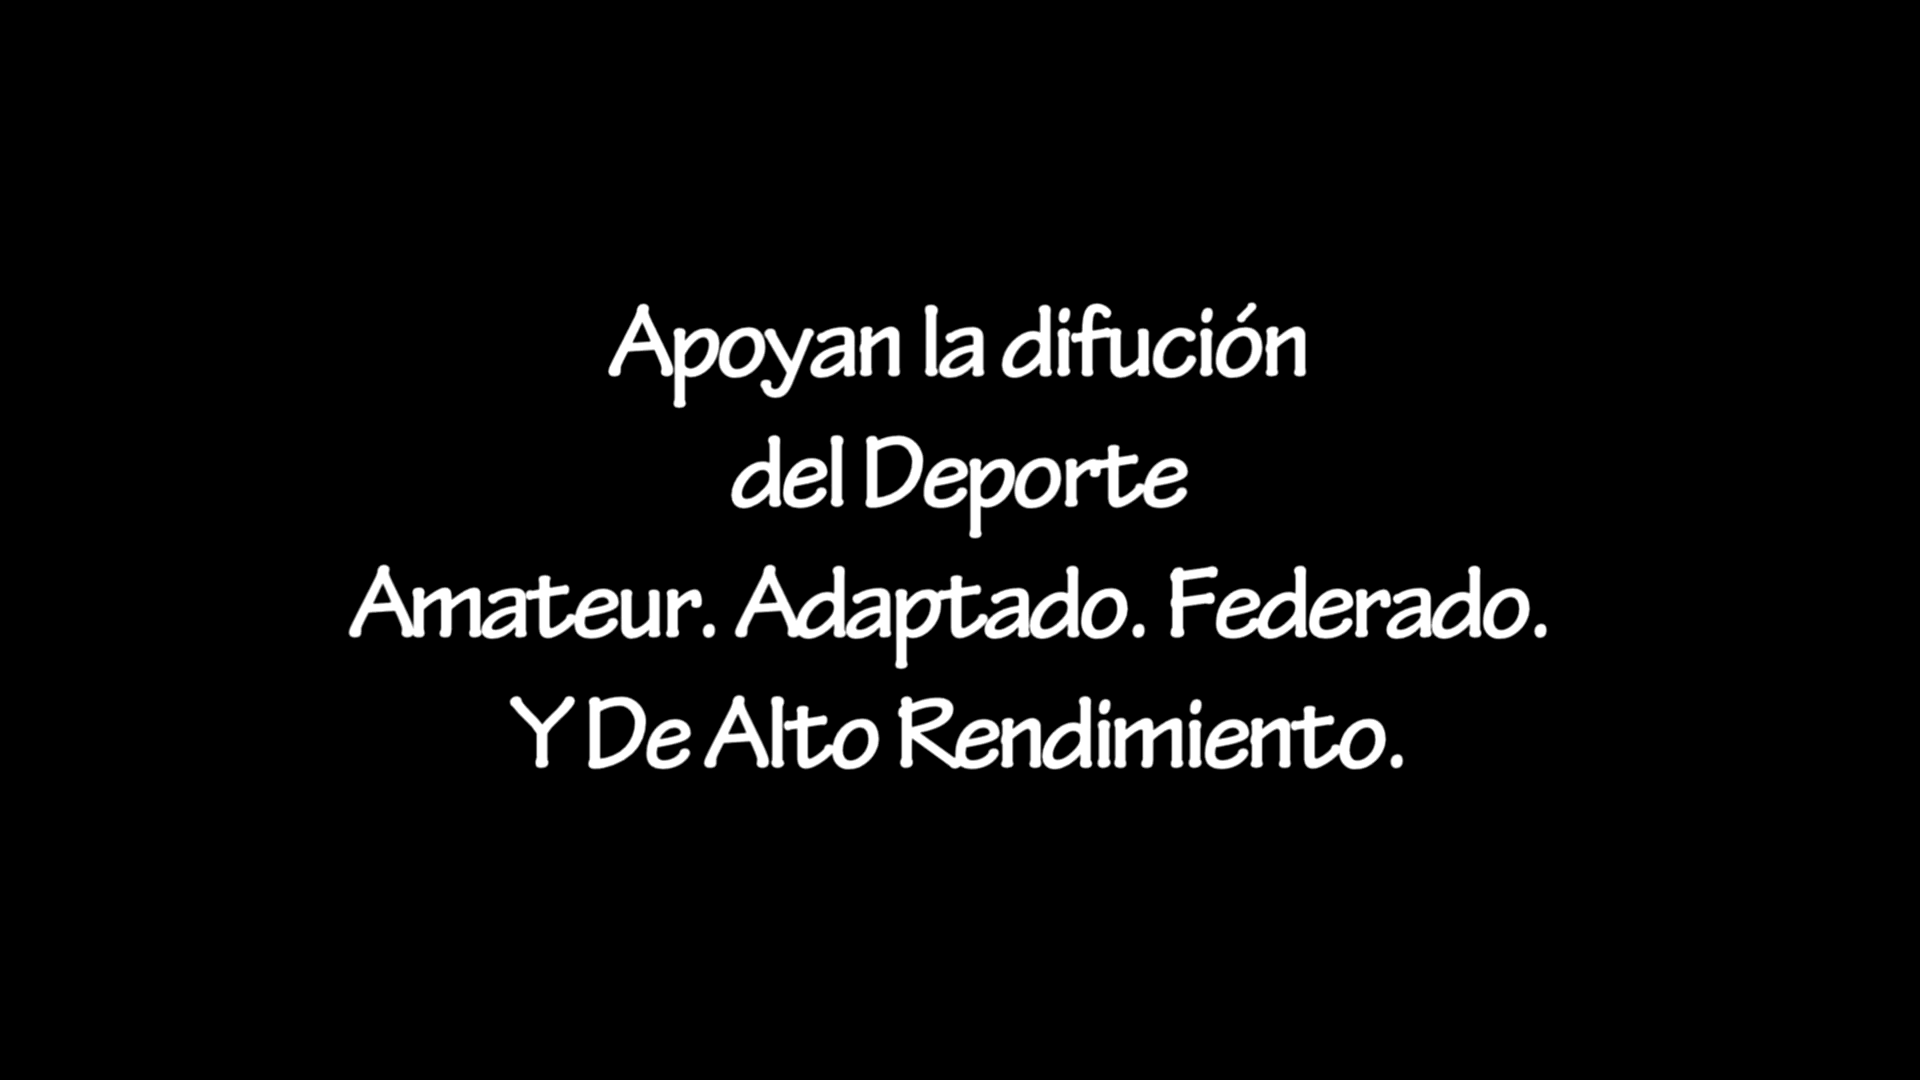 Apoyan la difución
del Deporte
Amateur. Adaptado. Federado.
Y De Alto Rendimiento.